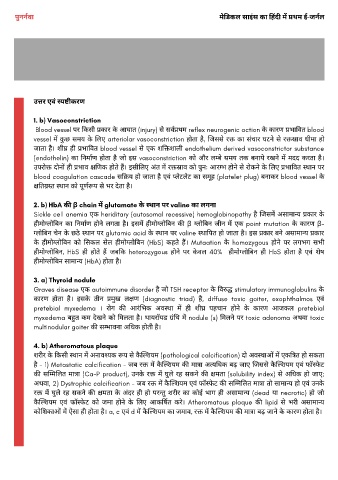 पुनर्नवा
मेडिकल साइंस का हिंदी में प्रथम ई-जर्नल
उत्तर एवं स्पष्टीकरण
1. b) Vasoconstriction
Blood vessel पर किसी प्रकार के आघात (injury) से सर्वप्रथम reflex neurogenic action के कारण प्रभावित blood
vessel में कुछ समय के लिए arteriolar vasoconstriction होता है, जिससे रक्त का संचार घटने से रक्तस्राव धीमा हो
जाता है। शीघ्र ही प्रभावित blood vessel से एक शक्तिशाली endothelium derived vasoconstrictor substance
(endothelin) का निर्माण होता है जो इस vasoconstriction को और लम्बे समय तक बनाये रखने में मदद करता है।
उपरोक्त दोनों ही प्रभाव क्षणिक होते हैं। इसीलिए अंत में रक्तस्राव को पुनः आरम्भ होने से रोकने के लिए प्रभावित स्थान पर
blood coagulation cascade सक्रिय हो जाता है एवं प्लेटलेट का समूह (platelet plug) बनाकर blood vessel के
क्षतिग्रस्त स्थान को पूर्णरूप से भर देता है।
2. b) HbA की β chain में glutamate के स्थान पर valine का लगना
Sickle cell anemia एक hereditary (autosomal recessive) hemoglobinopathy है जिसमें असामान्य प्रकार के
हीमोग्लोबिन का निर्माण होने लगता है। इसमें हीमोग्लोबिन की β ग्लोबिन जीन में एक point mutation के कारण β-
ग्लोबिन चेन के छठे स्थान पर glutamic acid के स्थान पर valine स्थापित हो जाता है। इस प्रकार बने असामान्य प्रकार
के हीमोग्लोबिन को सिकल सेल हीमोग्लोबिन (HbS) कहते हैं। Mutaation के homozygous होने पर लगभग सभी
हीमोग्लोबिन, HbS ही होते हैं जबकि heterozygous होने पर केवल 40% हीमोग्लोबिन ही HbS होता है एवं शेष
हीमोग्लोबिन सामान्य (HbA) होता है।
3. a) Thyroid nodule
Graves disease एक autoimmune disorder है जो TSH receptor के विरुद्ध stimulatory immunoglobulins के
कारण होता है। इसके तीन प्रमुख लक्षण (diagnostic triad) हैं, diffuse toxic goiter, exophthalmos एवं
pretebial myxedema । रोग की आरंभिक अवस्था में ही शीघ्र पहचान होने के कारण आजकल pretebial
myxedema बहुत कम देखने को मिलता है। थायरॉयड ग्रंथि में nodule (s) मिलने पर toxic adenoma अथवा toxic
multinodular goiter की सम्भावना अधिक होती है।
4. b) Atheromatous plaque
शरीर के किसी स्थान में अनावश्यक रूप से कैल्शियम (pathological calcification) दो अवस्थाओं में एकत्रित हो सकता
है - 1) Metastatic calcification - जब रक्त में कैल्शियम की मात्रा अत्यधिक बढ़ जाए जिससे कैल्शियम एवं फॉस्फेट
की सम्मिलित मात्रा (Ca-P product), उनके रक्त में घुले रह सकने की क्षमता (solubility index) से अधिक हो जाए;
अथवा, 2) Dystrophic calcification - जब रक्त में कैल्शियम एवं फॉस्फेट की सम्मिलित मात्रा तो सामान्य हो एवं उनके
रक्त में घुले रह सकने की क्षमता के अंदर ही हो परन्तु शरीर का कोई भाग ही असामान्य (dead या necrotic) हो जो
कैल्शियम एवं फॉस्फेट को जमा होने के लिए आकर्षित करे। Atheromatous plaque की lipid से भरी असामान्य
कोशिकाओं में ऐसा ही होता है। a, c एवं d में कैल्शियम का जमाव, रक्त में कैल्शियम की मात्रा बढ़ जाने के कारण होता है।